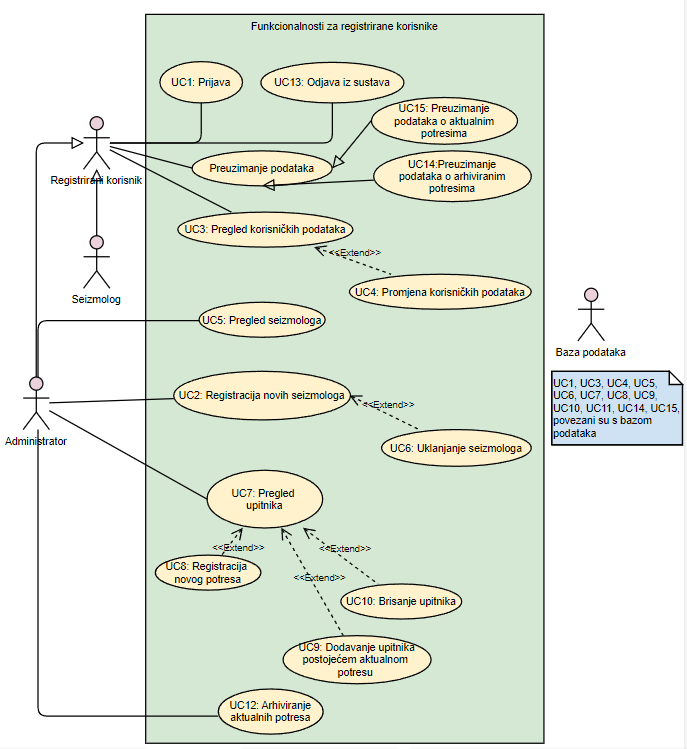 Funkcionalnosti za registrirane korisnike
UC1: Prijava
UC13: Odjava iz sustava
UC15: Preuzimanje
podataka o aktualnim
potresima
Registrirani korisnik
Preuzimanje podataka
UC14:Preuzimanje
podataka o arhiviranim
potresima
UC3: Pregled korisničkih podataka
<<Extend>>
UC4: Promjena korisničkih podataka
Seizmolog
UC5: Pregled seizmologa
Baza podataka
UC1, UC3, UC4, UC5,
UC6, UC7, UC8, UC9,
UC10, UC11, UC14, UC15,
povezani su s bazom
podataka
UC2: Registracija novih seizmologa
<<Extend>>
Administrator
UC6: Uklanjanje seizmologa
UC7: Pregled
upitnika
<<Extend>>
<<Extend>>
UC8: Registracija
novog potresa
<<Extend>>
UC10: Brisanje upitnika
UC9: Dodavanje upitnika
postojećem aktualnom
potresu
UC12: Arhiviranje
aktualnih potresa